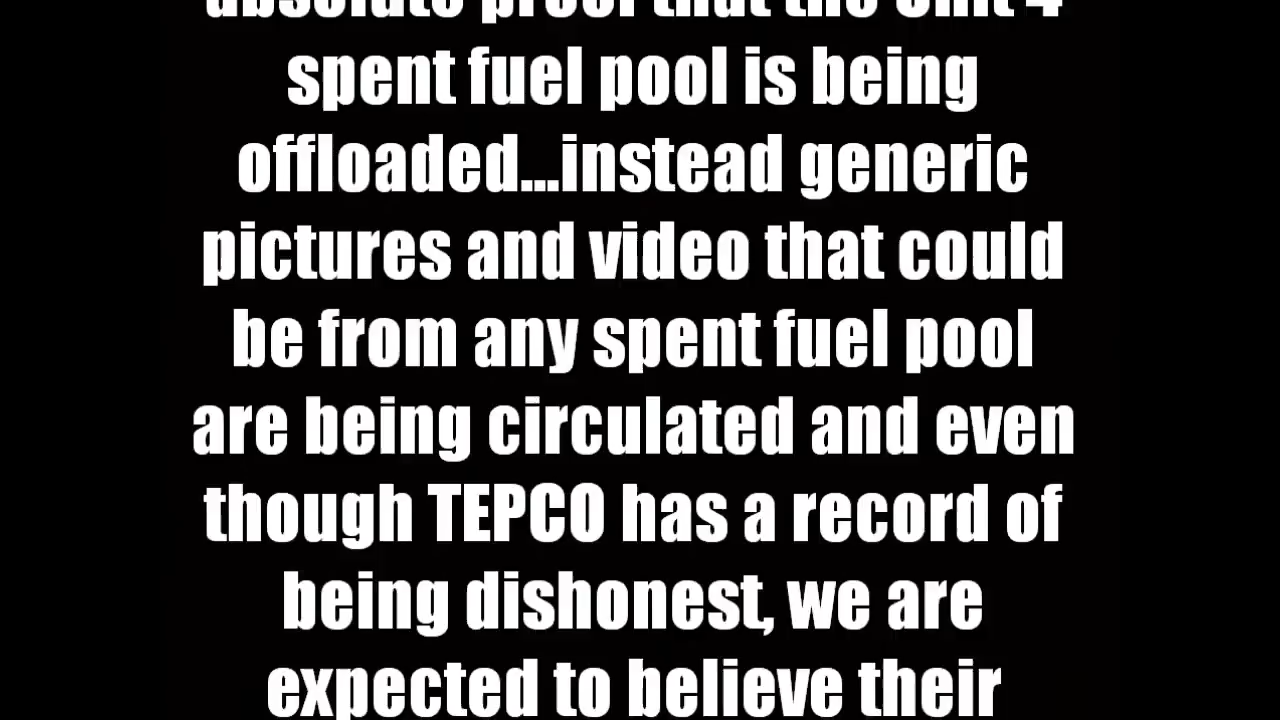 absolute proof that the Unit 4
spent fuel pool is being
offloaded...instead generic
pictures and video that could
be from any spent fuel pool
are being circulated and even
though TEPCO has a record of
being dishonest, we are
expected to believe their